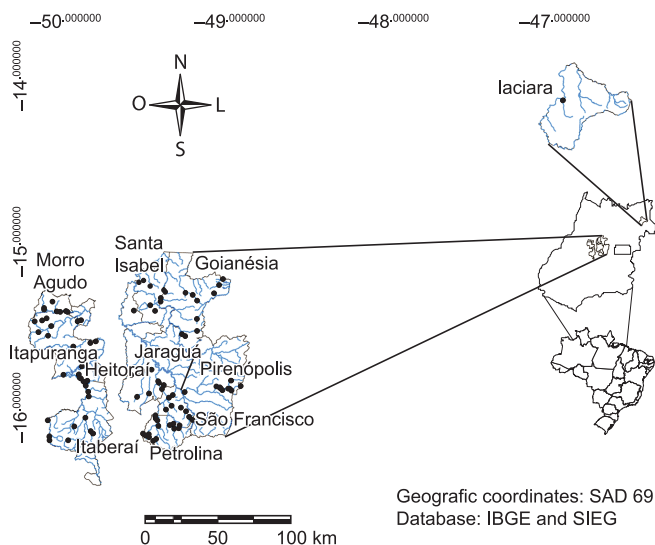 −50.000000 −49.000000 −48.000000 −47.000000
−14.000000
N
O L
S
Iaciara
−15.000000
Morro
Agudo
Santa
Isabel
Goianésia
Itapuranga
Heitoraí
Jaraguá
Pirenópolis
−16.000000
São Francisco
Itaberaí
Petrolina
Geografic coordinates: SAD 69
Database: IBGE and SIEG
0 50 100 km